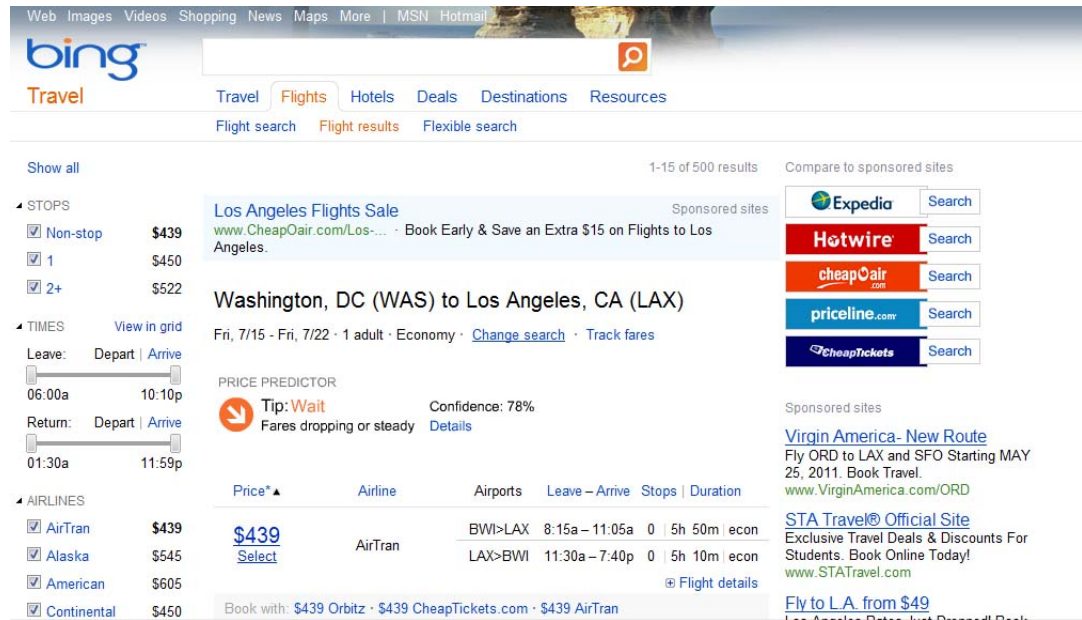 Web Images Videos Shopping News Maps More | MSN Hotmail
bing™
Travel
Travel Flights Hotels Deals Destinations Resources
Flight search Flight results Flexible search
Show all
1-15 of 500 results
STOPS
Non-stop $439
1 $450
2+ $522
TIMES View in grid
Leave: Depart | Arrive
06:00a 10:10p
Return: Depart | Arrive
01:30a 11:59p
AIRLINES
AirTran $439
Alaska $545
American $605
Continental $450
Los Angeles Flights Sale Sponsored sites
www.CheapOair.com/Los-... · Book Early & Save an Extra $15 on Flights to Los
Angeles.
Washington, DC (WAS) to Los Angeles, CA (LAX)
Fri, 7/15 - Fri, 7/22 · 1 adult · Economy · Change search · Track fares
PRICE PREDICTOR
Tip: Wait Confidence: 78%
Fares dropping or steady Details
Price*▲ Airline Airports Leave – Arrive Stops | Duration
$439
Select
AirTran
BWI>LAX 8:15a – 11:05a 0 | 5h 50m | econ
LAX>BWI 11:30a – 7:40p 0 | 5h 10m | econ
Flight details
Book with: $439 Orbitz · $439 CheapTickets.com · $439 AirTran
Compare to sponsored sites
Expedia Search
Hotwire Search
cheapOair.com Search
priceline.com Search
CheapTickets Search
Sponsored sites
Virgin America- New Route
Fly ORD to LAX and SFO Starting MAY
25, 2011. Book Travel.
www.VirginAmerica.com/ORD
STA Travel® Official Site
Exclusive Travel Deals & Discounts For
Students. Book Online Today!
www.STATravel.com
Fly to L.A. from $49